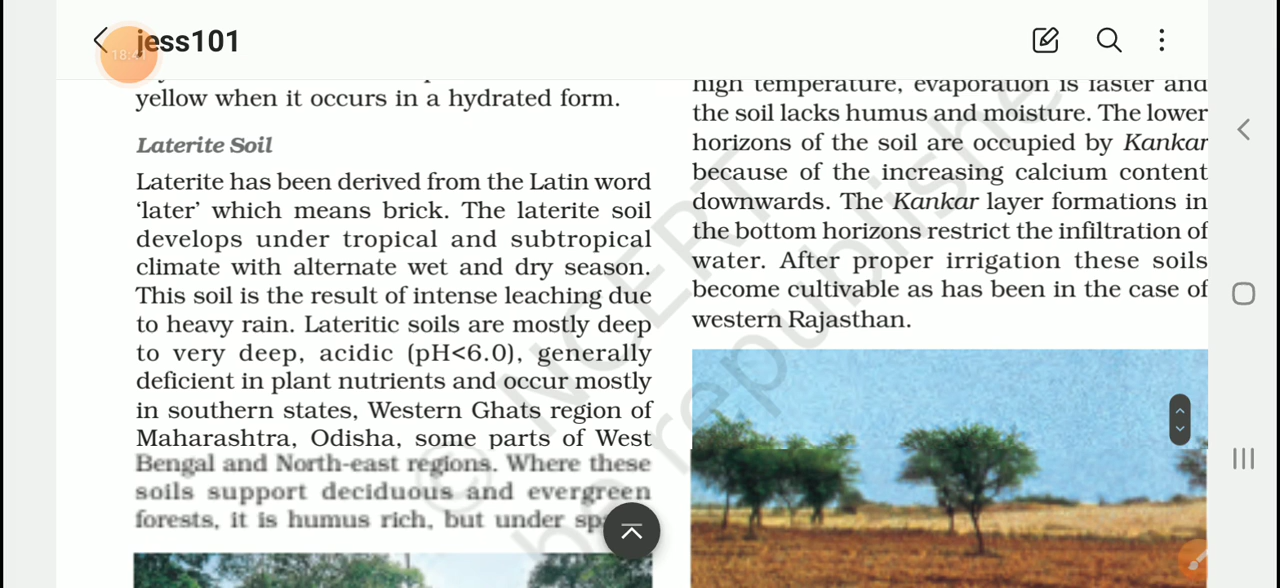 jess101
18:41
yellow when it occurs in a hydrated form.
Laterite Soil
Laterite has been derived from the Latin word
‘later’ which means brick. The laterite soil
develops under tropical and subtropical
climate with alternate wet and dry season.
This soil is the result of intense leaching due
to heavy rain. Lateritic soils are mostly deep
to very deep, acidic (pH<6.0), generally
deficient in plant nutrients and occur mostly
in southern states, Western Ghats region of
Maharashtra, Odisha, some parts of West
Bengal and North-east regions. Where these
soils support deciduous and evergreen
forests, it is humus rich, but under
high temperature, evaporation is faster and
the soil lacks humus and moisture. The lower
horizons of the soil are occupied by Kankar
because of the increasing calcium content
downwards. The Kankar layer formations in
the bottom horizons restrict the infiltration of
water. After proper irrigation these soils
become cultivable as has been in the case of
western Rajasthan.
© NCERT
be republishe